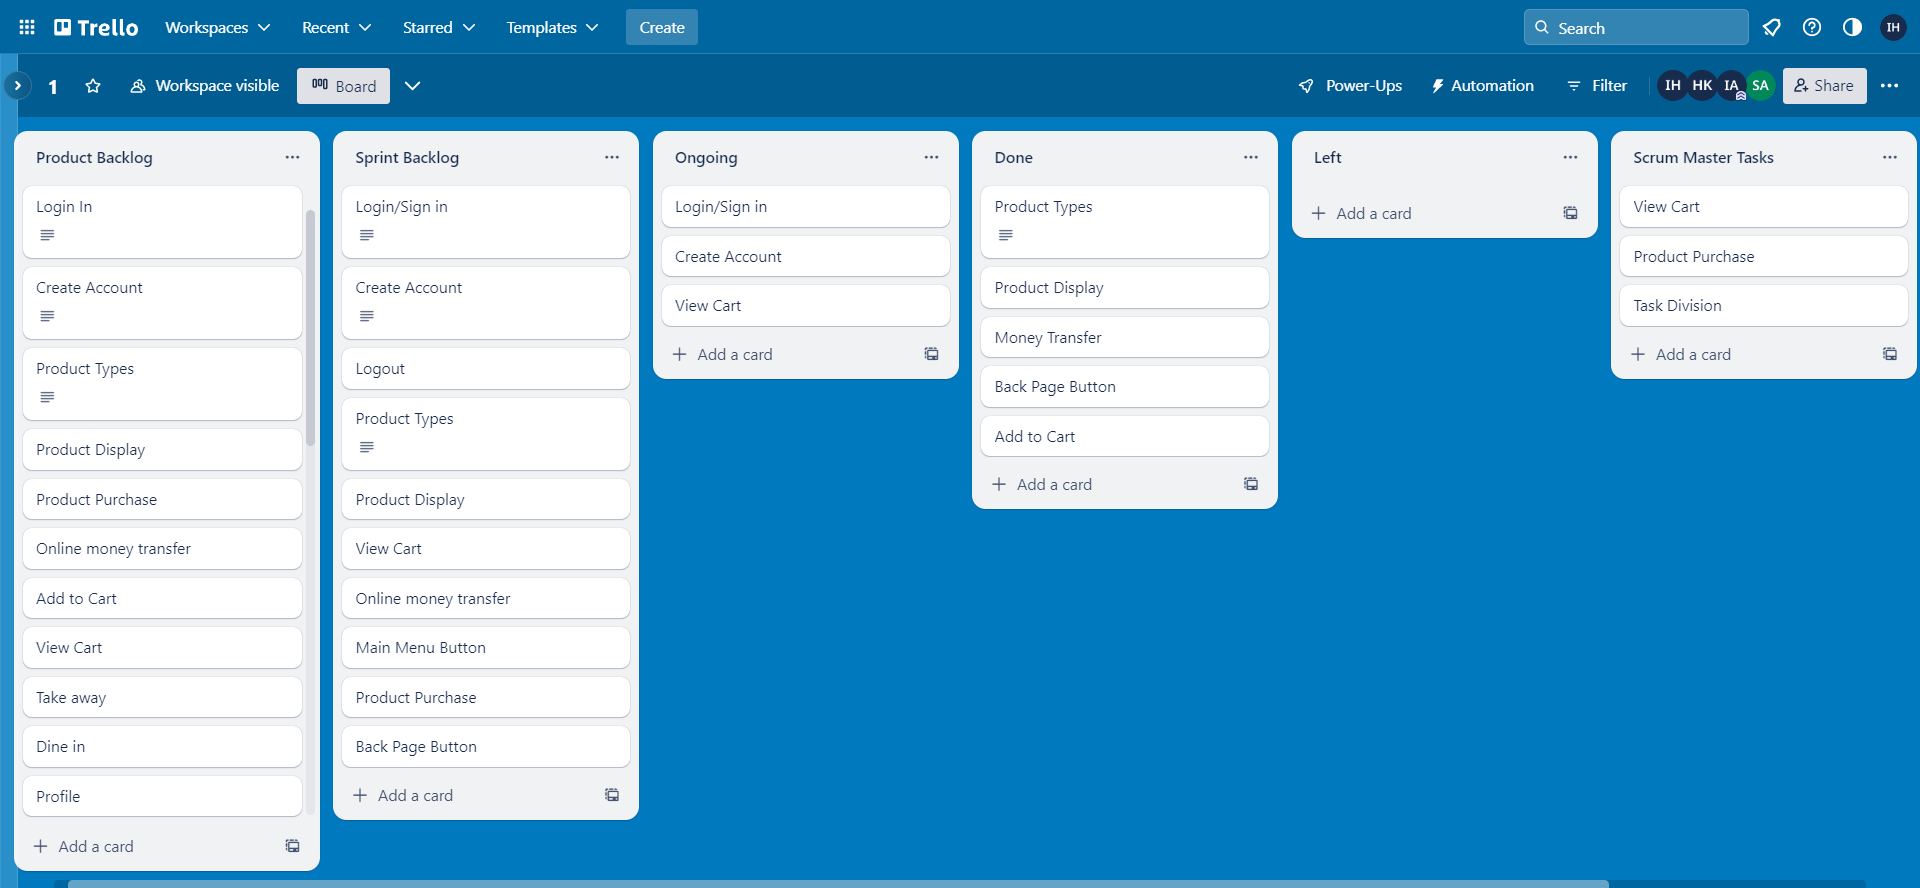 Trello
Workspaces
Recent
Starred
Templates
Create
Search
IH
1
Workspace visible
Board
Power-Ups
Automation
Filter
IH
HK
IA
SA
Share
Product Backlog
Login In
Create Account
Product Types
Product Display
Product Purchase
Online money transfer
Add to Cart
View Cart
Take away
Dine in
Profile
Add a card
Sprint Backlog
Login/Sign in
Create Account
Logout
Product Types
Product Display
View Cart
Online money transfer
Main Menu Button
Product Purchase
Back Page Button
Add a card
Ongoing
Login/Sign in
Create Account
View Cart
Add a card
Done
Product Types
Product Display
Money Transfer
Back Page Button
Add to Cart
Add a card
Left
Add a card
Scrum Master Tasks
View Cart
Product Purchase
Task Division
Add a card